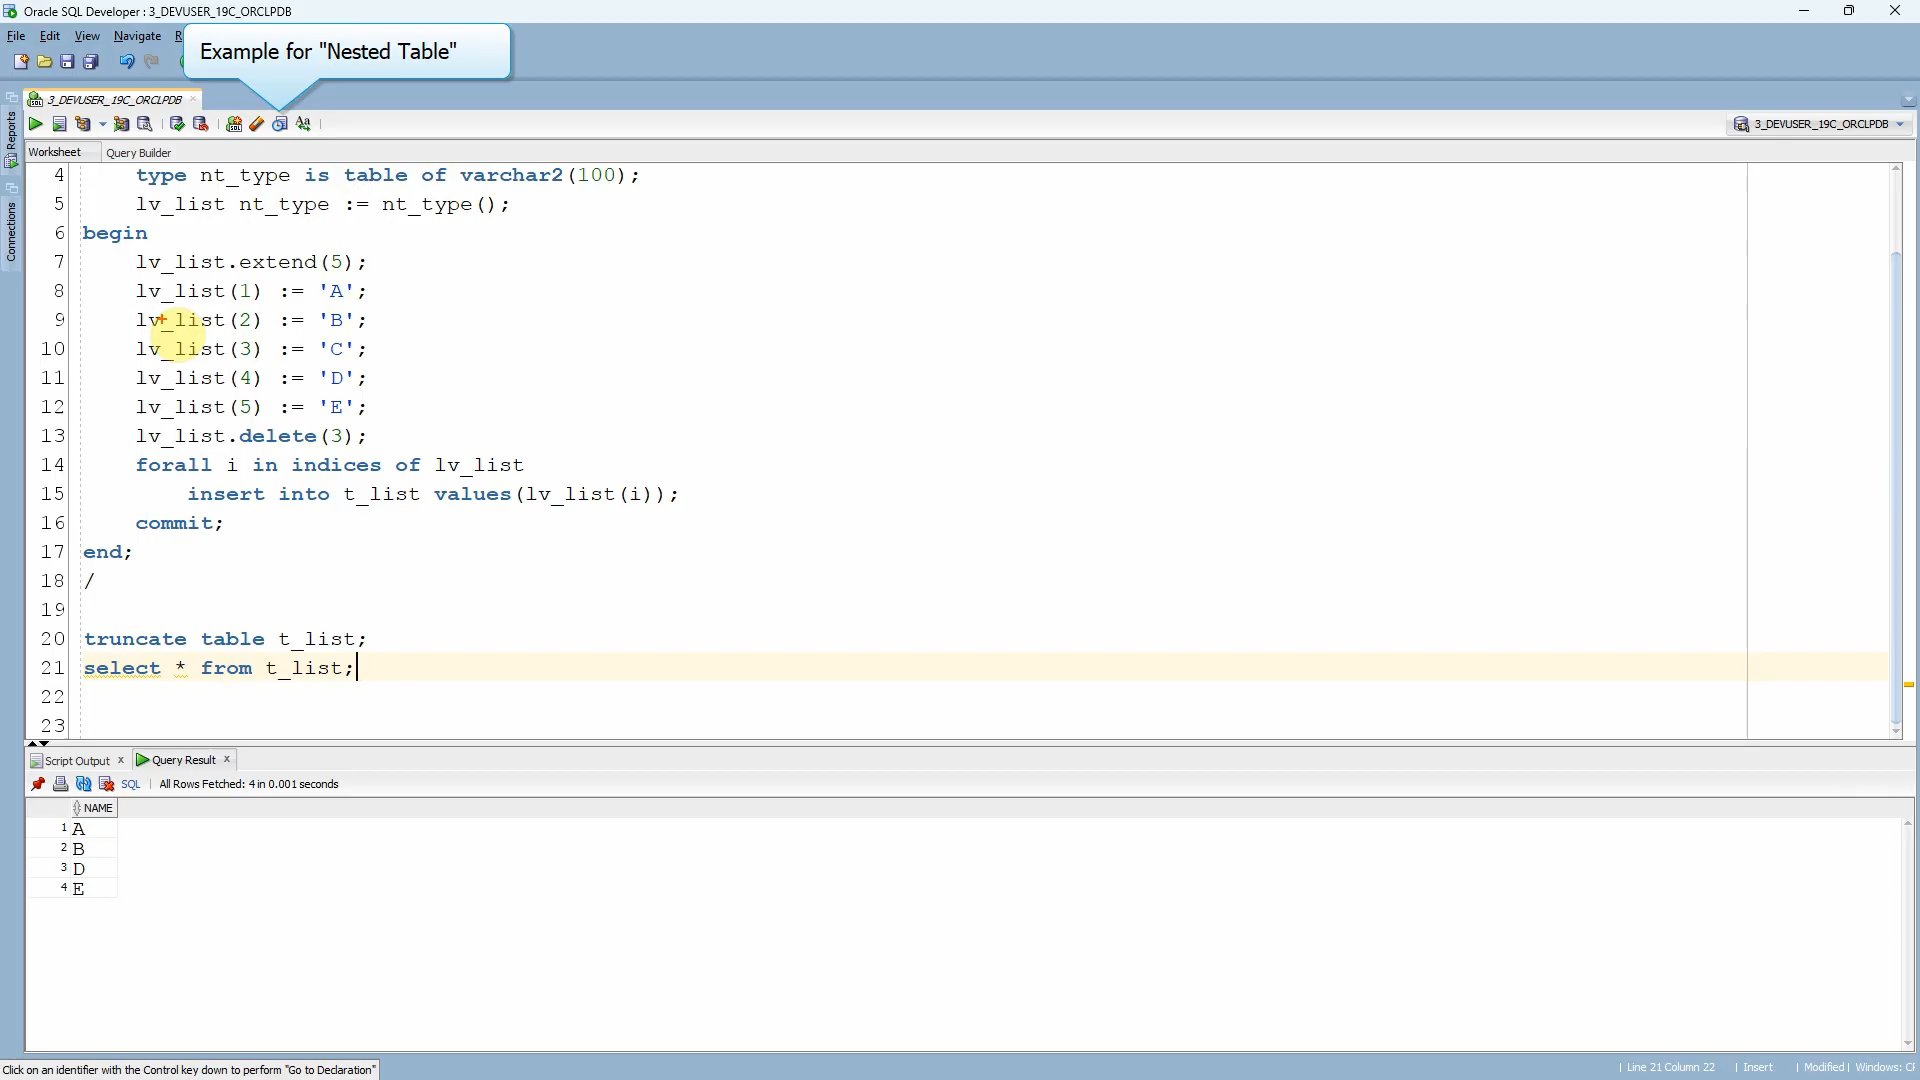 Oracle SQL Developer : 3_DEVUSER_19C_ORCLPDB
File Edit View Navigate R
Example for "Nested Table"
3_DEVUSER_19C_ORCLPDB
3_DEVUSER_19C_ORCLPDB
Reports
Connections
Worksheet Query Builder
4 type nt_type is table of varchar2(100);
5 lv_list nt_type := nt_type();
6 begin
7 lv_list.extend(5);
8 lv_list(1) := 'A';
9 lv_list(2) := 'B';
10 lv_list(3) := 'C';
11 lv_list(4) := 'D';
12 lv_list(5) := 'E';
13 lv_list.delete(3);
14 forall i in indices of lv_list
15 insert into t_list values(lv_list(i));
16 commit;
17 end;
18 /
19
20 truncate table t_list;
21 select * from t_list;
22
23
Script Output x Query Result x
SQL | All Rows Fetched: 4 in 0.001 seconds
NAME
1 A
2 B
3 D
4 E
Click on an identifier with the Control key down to perform "Go to Declaration"
| Line 21 Column 22 | Insert | Modified | Windows: CF